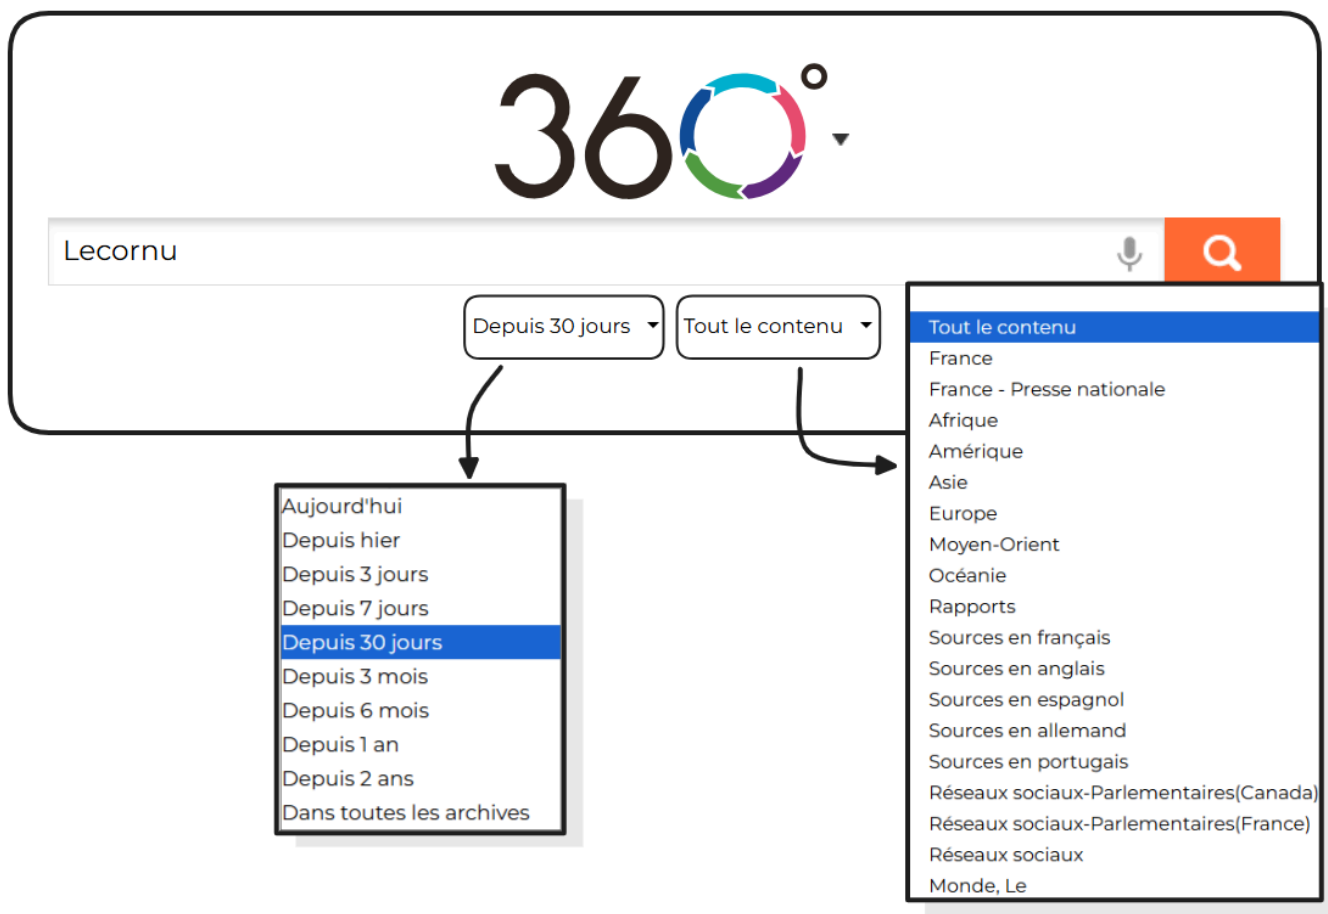 360°
Lecornu
Depuis 30 jours
Tout le contenu
Aujourd'hui
Depuis hier
Depuis 3 jours
Depuis 7 jours
Depuis 30 jours
Depuis 3 mois
Depuis 6 mois
Depuis 1 an
Depuis 2 ans
Dans toutes les archives
Tout le contenu
France
France - Presse nationale
Afrique
Amérique
Asie
Europe
Moyen-Orient
Océanie
Rapports
Sources en français
Sources en anglais
Sources en espagnol
Sources en allemand
Sources en portugais
Réseaux sociaux-Parlementaires(Canada)
Réseaux sociaux-Parlementaires(France)
Réseaux sociaux
Monde, Le